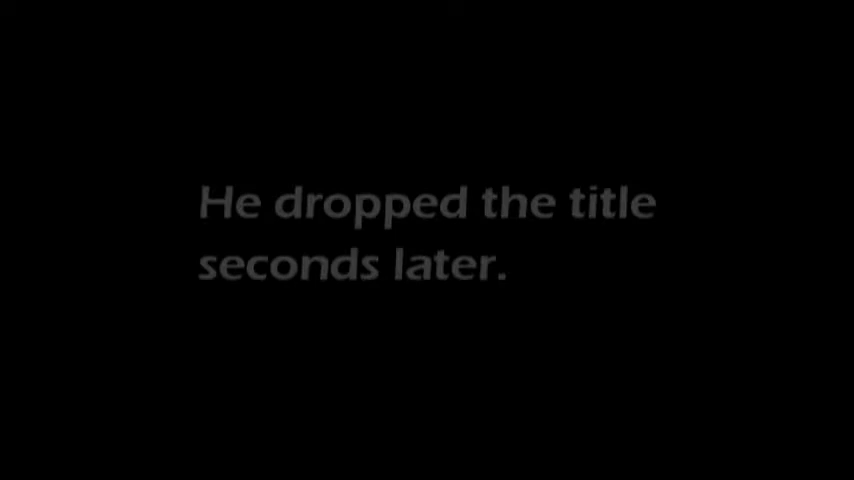 He dropped the title
seconds later.